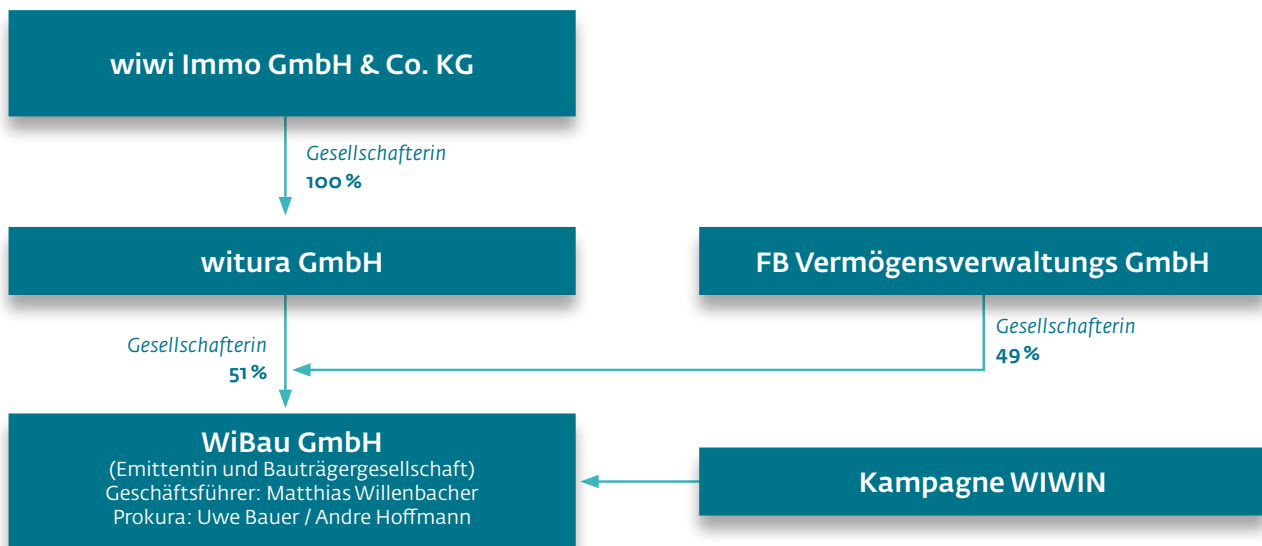 wiwi Immo GmbH & Co. KG
Gesellschafterin
100 %
witura GmbH
FB Vermögensverwaltungs GmbH
Gesellschafterin
51 %
Gesellschafterin
49 %
WiBau GmbH
(Emittentin und Bauträgergesellschaft)
Geschäftsführer: Matthias Willenbacher
Prokura: Uwe Bauer / Andre Hoffmann
Kampagne WIWIN